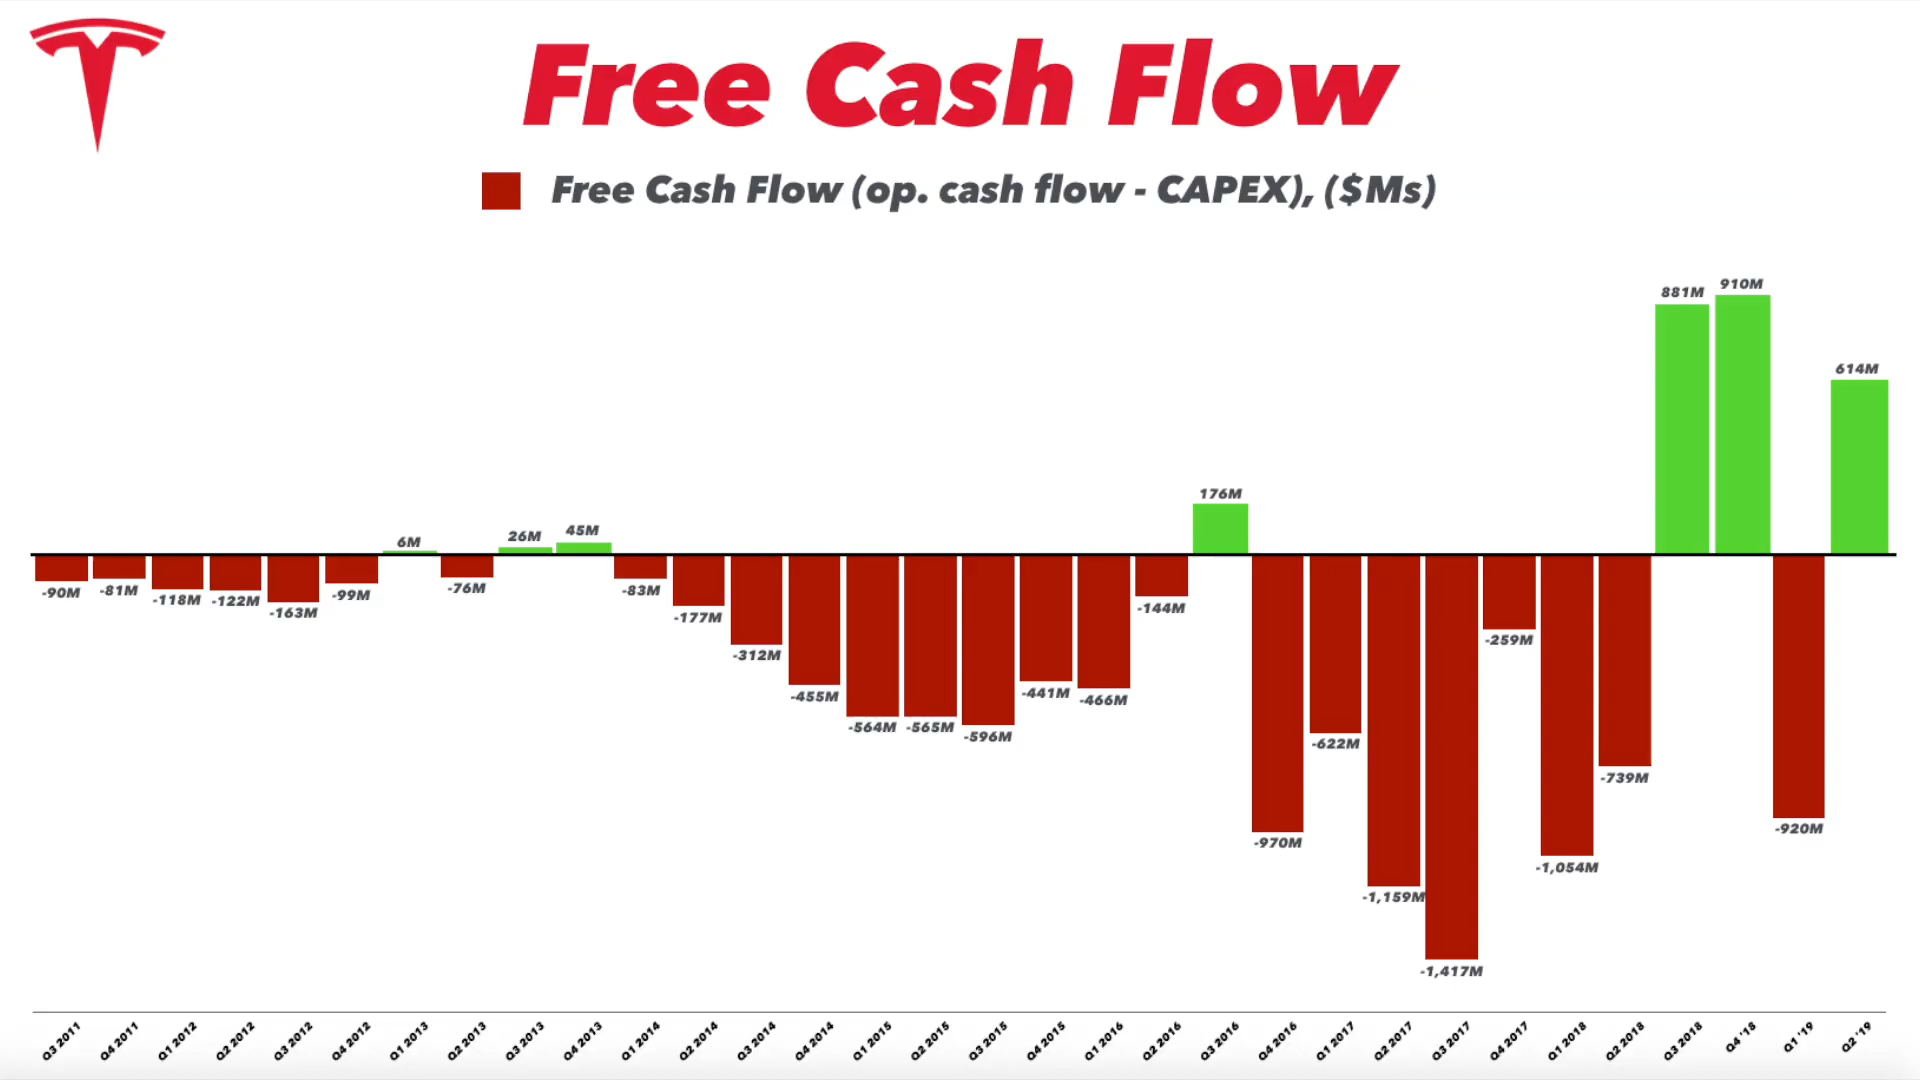 Free Cash Flow
Free Cash Flow (op. cash flow - CAPEX), ($Ms)
-90M
-81M
-118M
-122M
-163M
-99M
6M
-76M
26M
45M
-83M
-177M
-312M
-455M
-564M
-565M
-596M
-441M
-466M
-144M
176M
-970M
-622M
-1,159M
-1,417M
-259M
-1,054M
-739M
881M
910M
-920M
614M
Q3 2011
Q4 2011
Q1 2012
Q2 2012
Q3 2012
Q4 2012
Q1 2013
Q2 2013
Q3 2013
Q4 2013
Q1 2014
Q2 2014
Q3 2014
Q4 2014
Q1 2015
Q2 2015
Q3 2015
Q4 2015
Q1 2016
Q2 2016
Q3 2016
Q4 2016
Q1 2017
Q2 2017
Q3 2017
Q4 2017
Q1 2018
Q2 2018
Q3 2018
Q4 '18
Q1 '19
Q2 '19